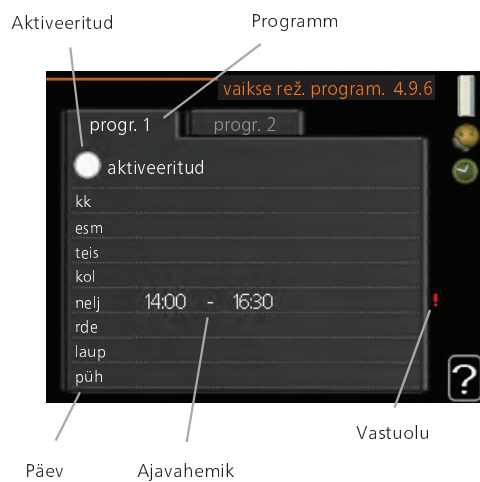 Aktiveeritud
Programm
vaikse rež. program. 4.9.6
progr. 1
progr. 2
aktiveeritud
kk
esm
teis
kol
nelj 14:00 - 16:30
rde
laup
püh
!
?
Vastuolu
Päev
Ajavahemik